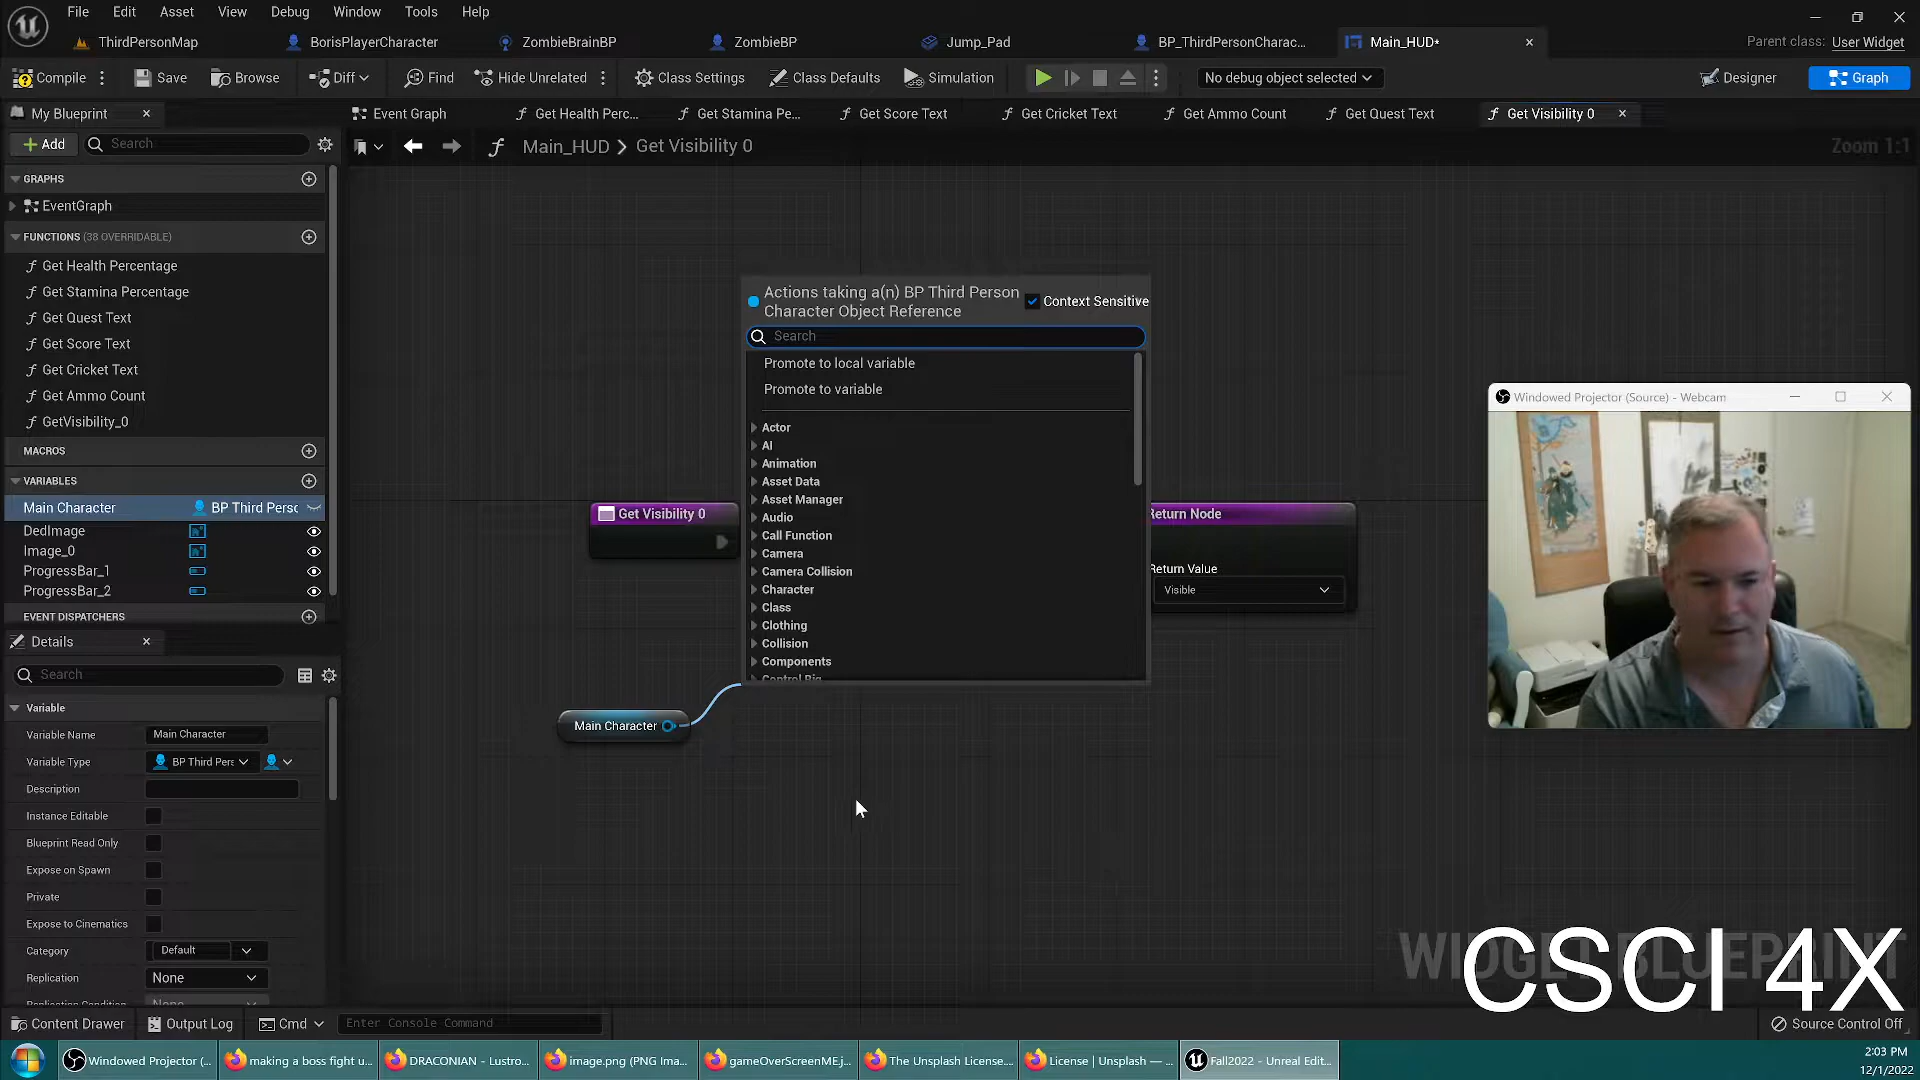 File Edit Asset View Debug Window Tools Help
ThirdPersonMap BorisPlayerCharacter ZombieBrainBP ZombieBP Jump_Pad BP_ThirdPersonCharac... Main_HUD* Parent class: User Widget
Compile Save Browse Diff Find Hide Unrelated Class Settings Class Defaults Simulation No debug object selected Designer Graph
My Blueprint Event Graph Get Health Perc... Get Stamina Pe... Get Score Text Get Cricket Text Get Ammo Count Get Quest Text Get Visibility 0
Add Search Main_HUD > Get Visibility 0 Zoom 1:1
GRAPHS
EventGraph
FUNCTIONS (38 OVERRIDABLE)
Get Health Percentage
Get Stamina Percentage
Get Quest Text
Get Score Text
Get Cricket Text
Get Ammo Count
GetVisibility_0
MACROS
VARIABLES
Main Character BP Third Perso
DedImage
Image_0
ProgressBar_1
ProgressBar_2
EVENT DISPATCHERS
Details
Search
Variable
Variable Name Main Character
Variable Type BP Third Pers
Description
Instance Editable
Blueprint Read Only
Expose on Spawn
Private
Expose to Cinematics
Category Default
Replication None
Replication Condition None
Actions taking a(n) BP Third Person
Character Object Reference
Context Sensitive
Search
Promote to local variable
Promote to variable
Actor
AI
Animation
Asset Data
Asset Manager
Audio
Call Function
Camera
Camera Collision
Character
Class
Clothing
Collision
Components
Control Rig
Get Visibility 0
Return Node
Return Value
Visible
Main Character
Windowed Projector (Source) - Webcam
WIDGET BLUEPRINT
CSCI 4X
Content Drawer Output Log Cmd Enter Console Command Source Control Off
Windowed Projector (... making a boss fight u... DRACONIAN - Lustro... image.png (PNG Ima... gameOverScreenME.j... The Unsplash License... License | Unsplash — ... Fall2022 - Unreal Edit...
2:03 PM
12/1/2022